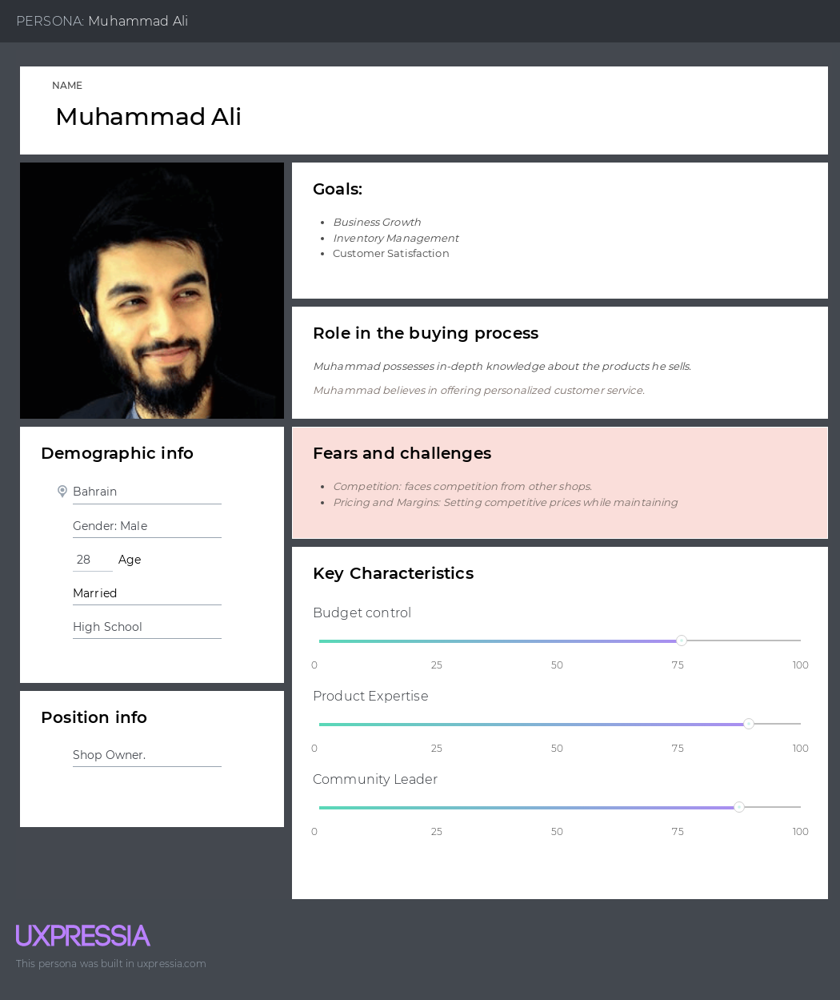 PERSONA: Muhammad Ali
NAME
Muhammad Ali
Goals:
Business Growth
Inventory Management
Customer Satisfaction
Role in the buying process
Muhammad possesses in-depth knowledge about the products he sells.
Muhammad believes in offering personalized customer service.
Demographic info
Bahrain
Gender: Male
28 Age
Married
High School
Fears and challenges
Competition: faces competition from other shops.
Pricing and Margins: Setting competitive prices while maintaining
Position info
Shop Owner.
Key Characteristics
Budget control
0 25 50 75 100
Product Expertise
0 25 50 75 100
Community Leader
0 25 50 75 100
UXPRESSIA
This persona was built in uxpressia.com